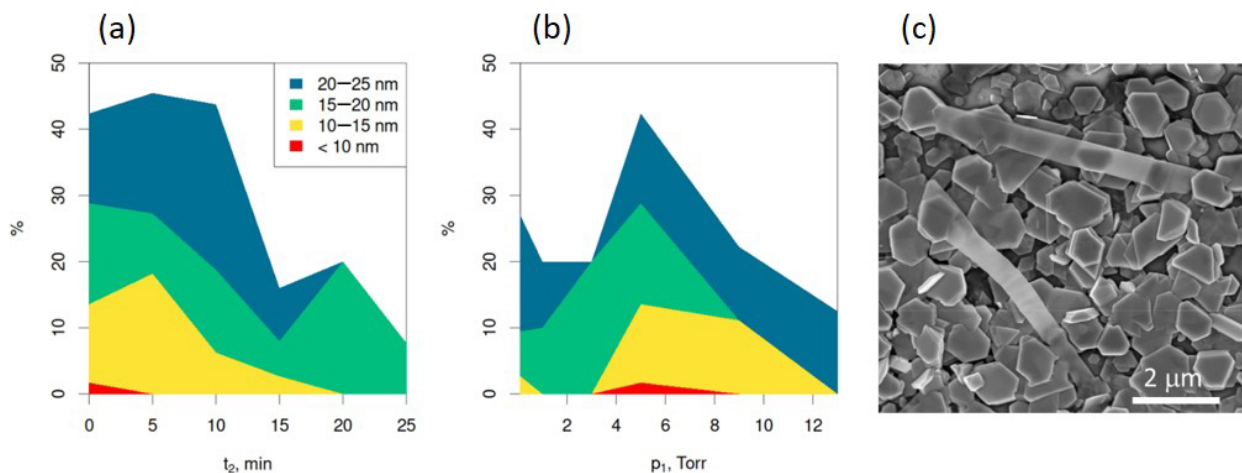 (a)
(b)
(c)
50
40
30
20
10
0
%
20–25 nm
15–20 nm
10–15 nm
< 10 nm
0 5 10 15 20 25
t₂, min
50
40
30
20
10
0
%
2 4 6 8 10 12
p₁, Torr
2 μm